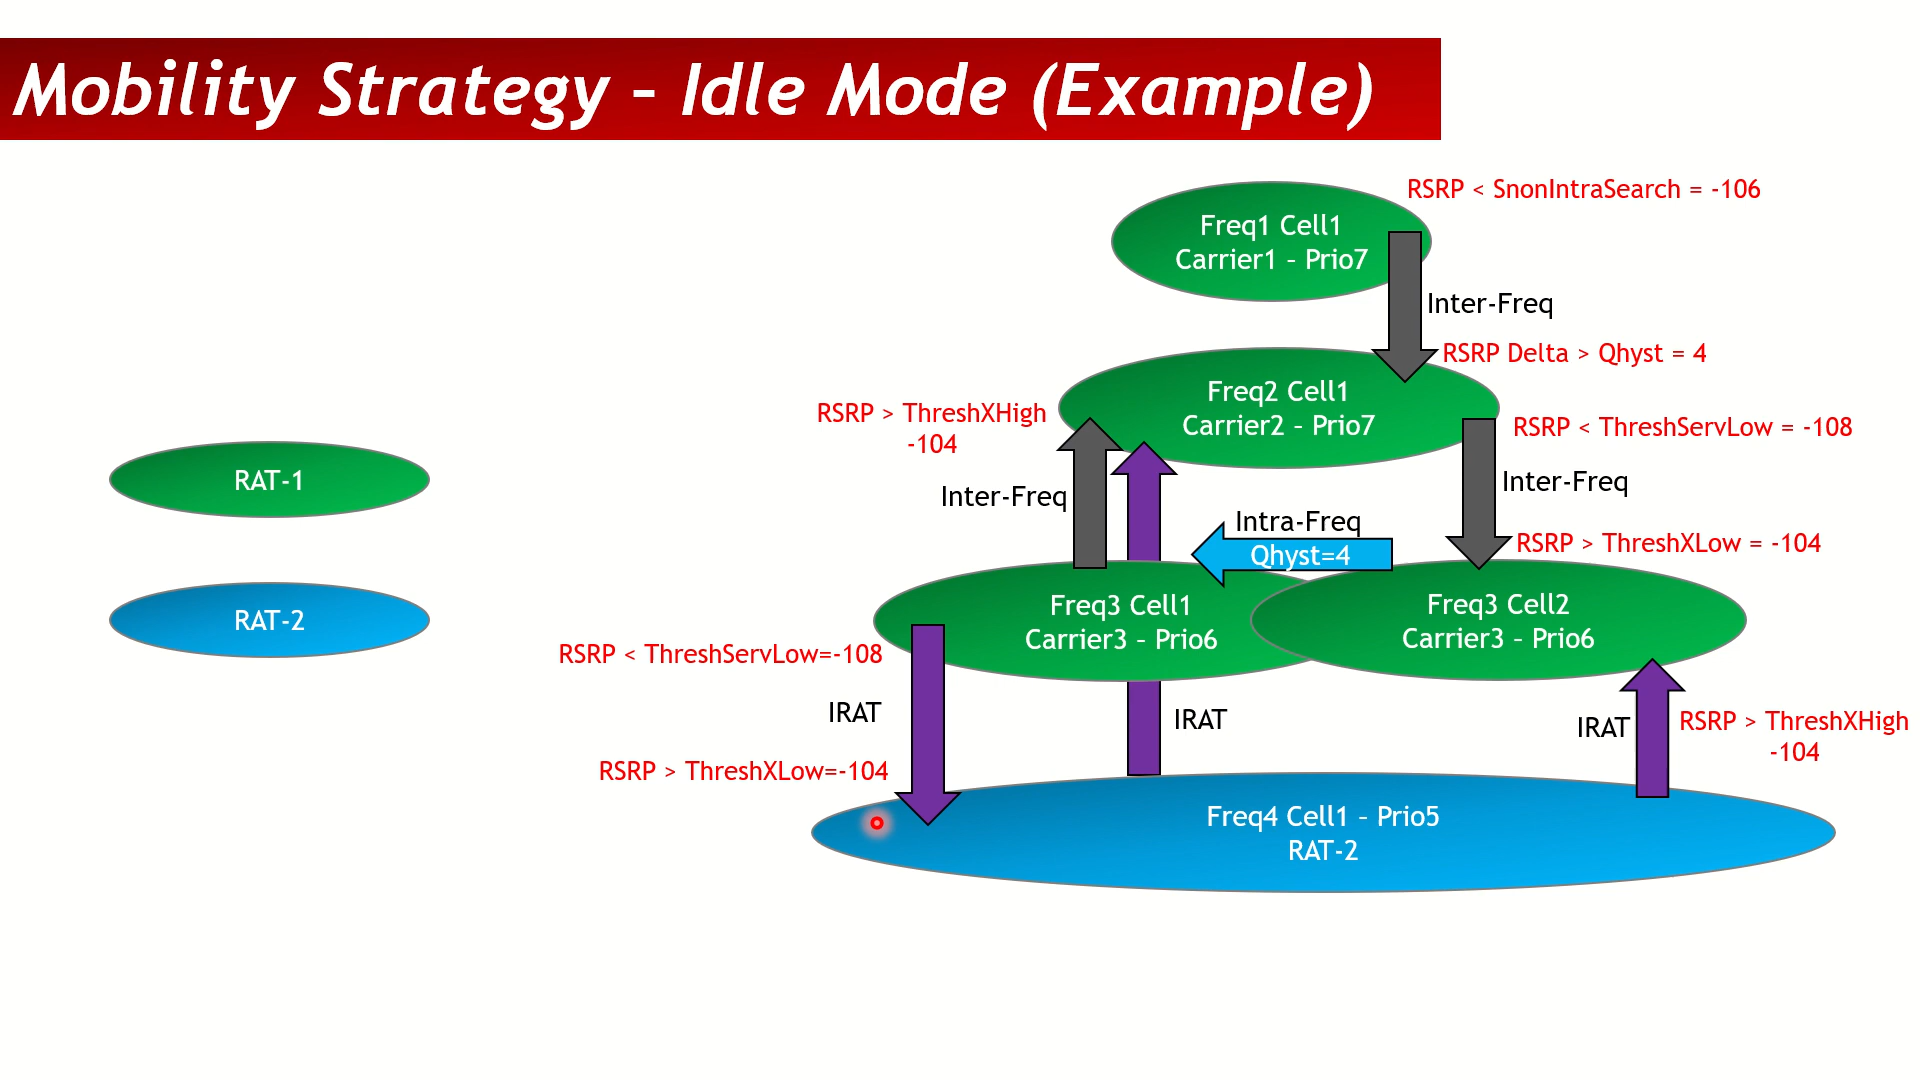 Mobility Strategy – Idle Mode (Example)
RSRP < SnonIntraSearch = -106
Freq1 Cell1
Carrier1 – Prio7
Inter-Freq
RSRP Delta > Qhyst = 4
Freq2 Cell1
Carrier2 – Prio7
RSRP > ThreshXHigh
-104
RSRP < ThreshServLow = -108
Inter-Freq
Inter-Freq
RAT-1
Intra-Freq
Qhyst=4
RSRP > ThreshXLow = -104
Freq3 Cell1
Carrier3 – Prio6
Freq3 Cell2
Carrier3 – Prio6
RAT-2
RSRP < ThreshServLow=-108
IRAT
IRAT
IRAT
RSRP > ThreshXHigh
-104
RSRP > ThreshXLow=-104
Freq4 Cell1 – Prio5
RAT-2